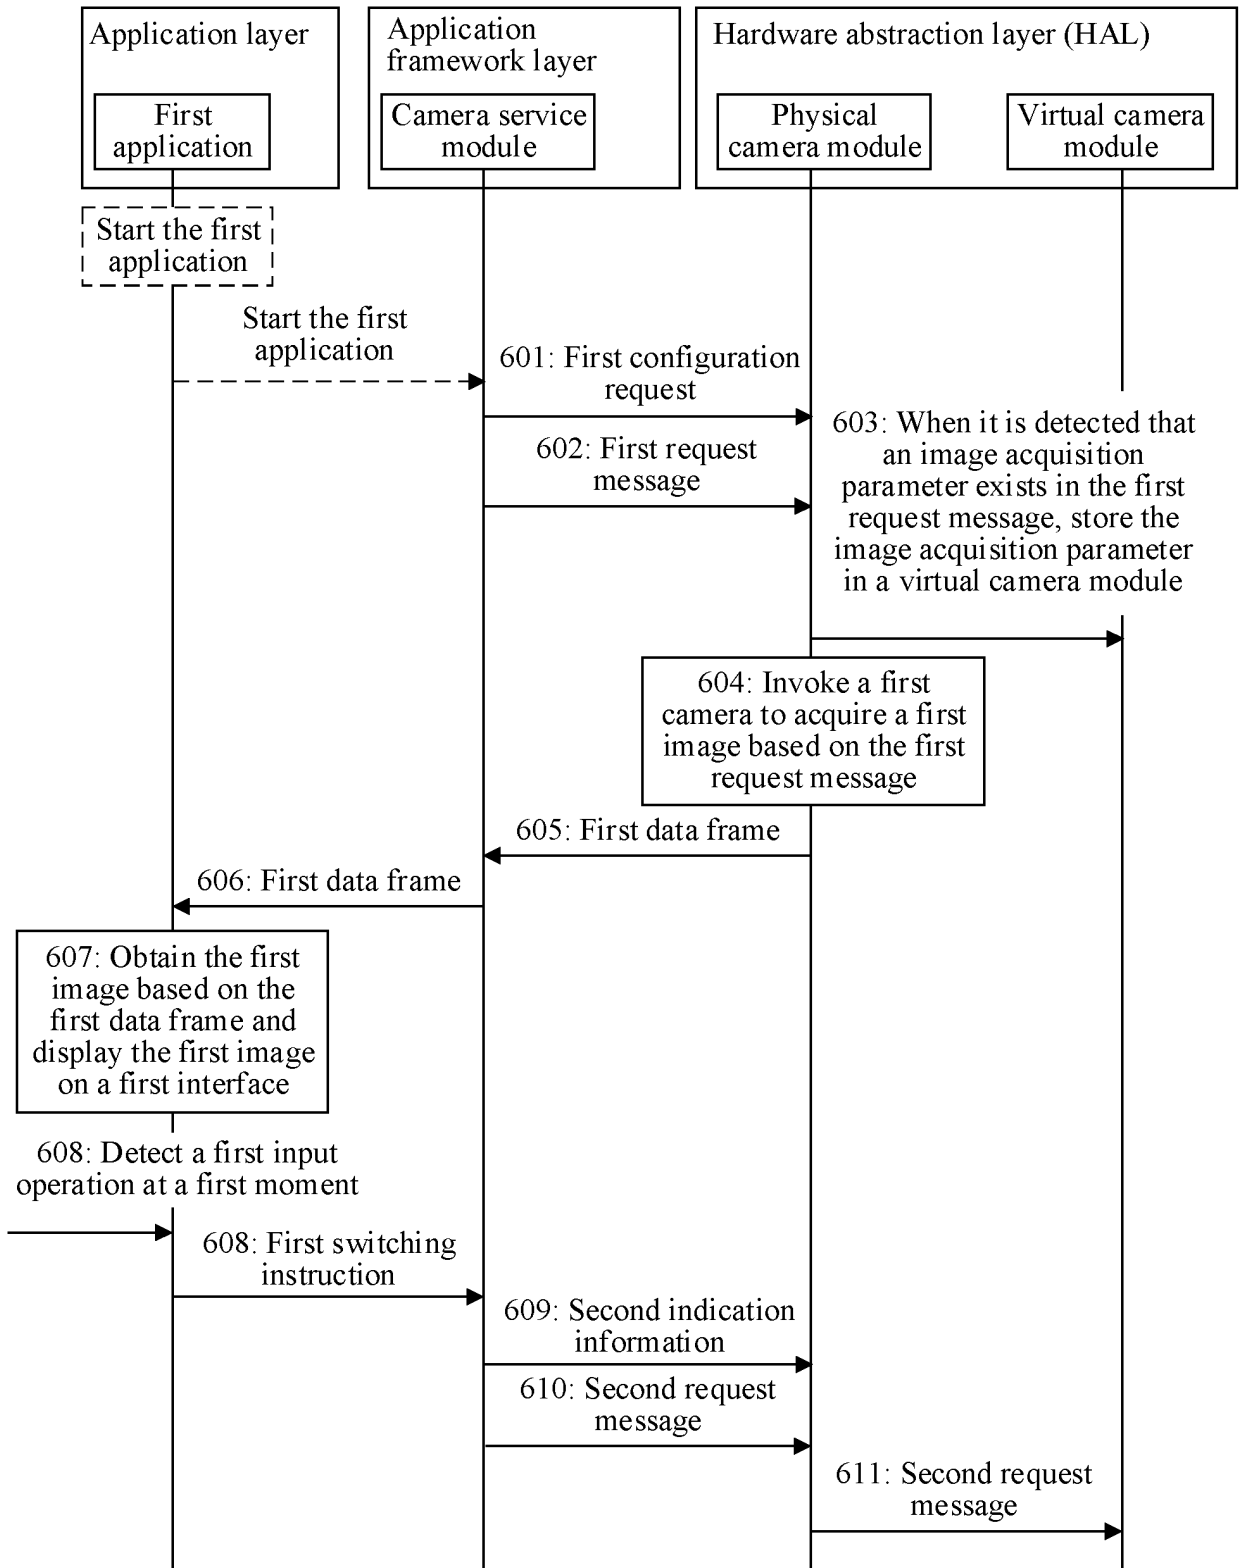 Application layer
Application
framework layer
Hardware abstraction layer (HAL)
First
application
Camera service
module
Physical
camera module
Virtual camera
module
Start the first
application
Start the first
application
601: First configuration
request
602: First request
message
603: When it is detected that
an image acquisition
parameter exists in the first
request message, store the
image acquisition parameter
in a virtual camera module
604: Invoke a first
camera to acquire a first
image based on the first
request message
605: First data frame
606: First data frame
607: Obtain the first
image based on the
first data frame and
display the first image
on a first interface
608: Detect a first input
operation at a first moment
608: First switching
instruction
609: Second indication
information
610: Second request
message
611: Second request
message